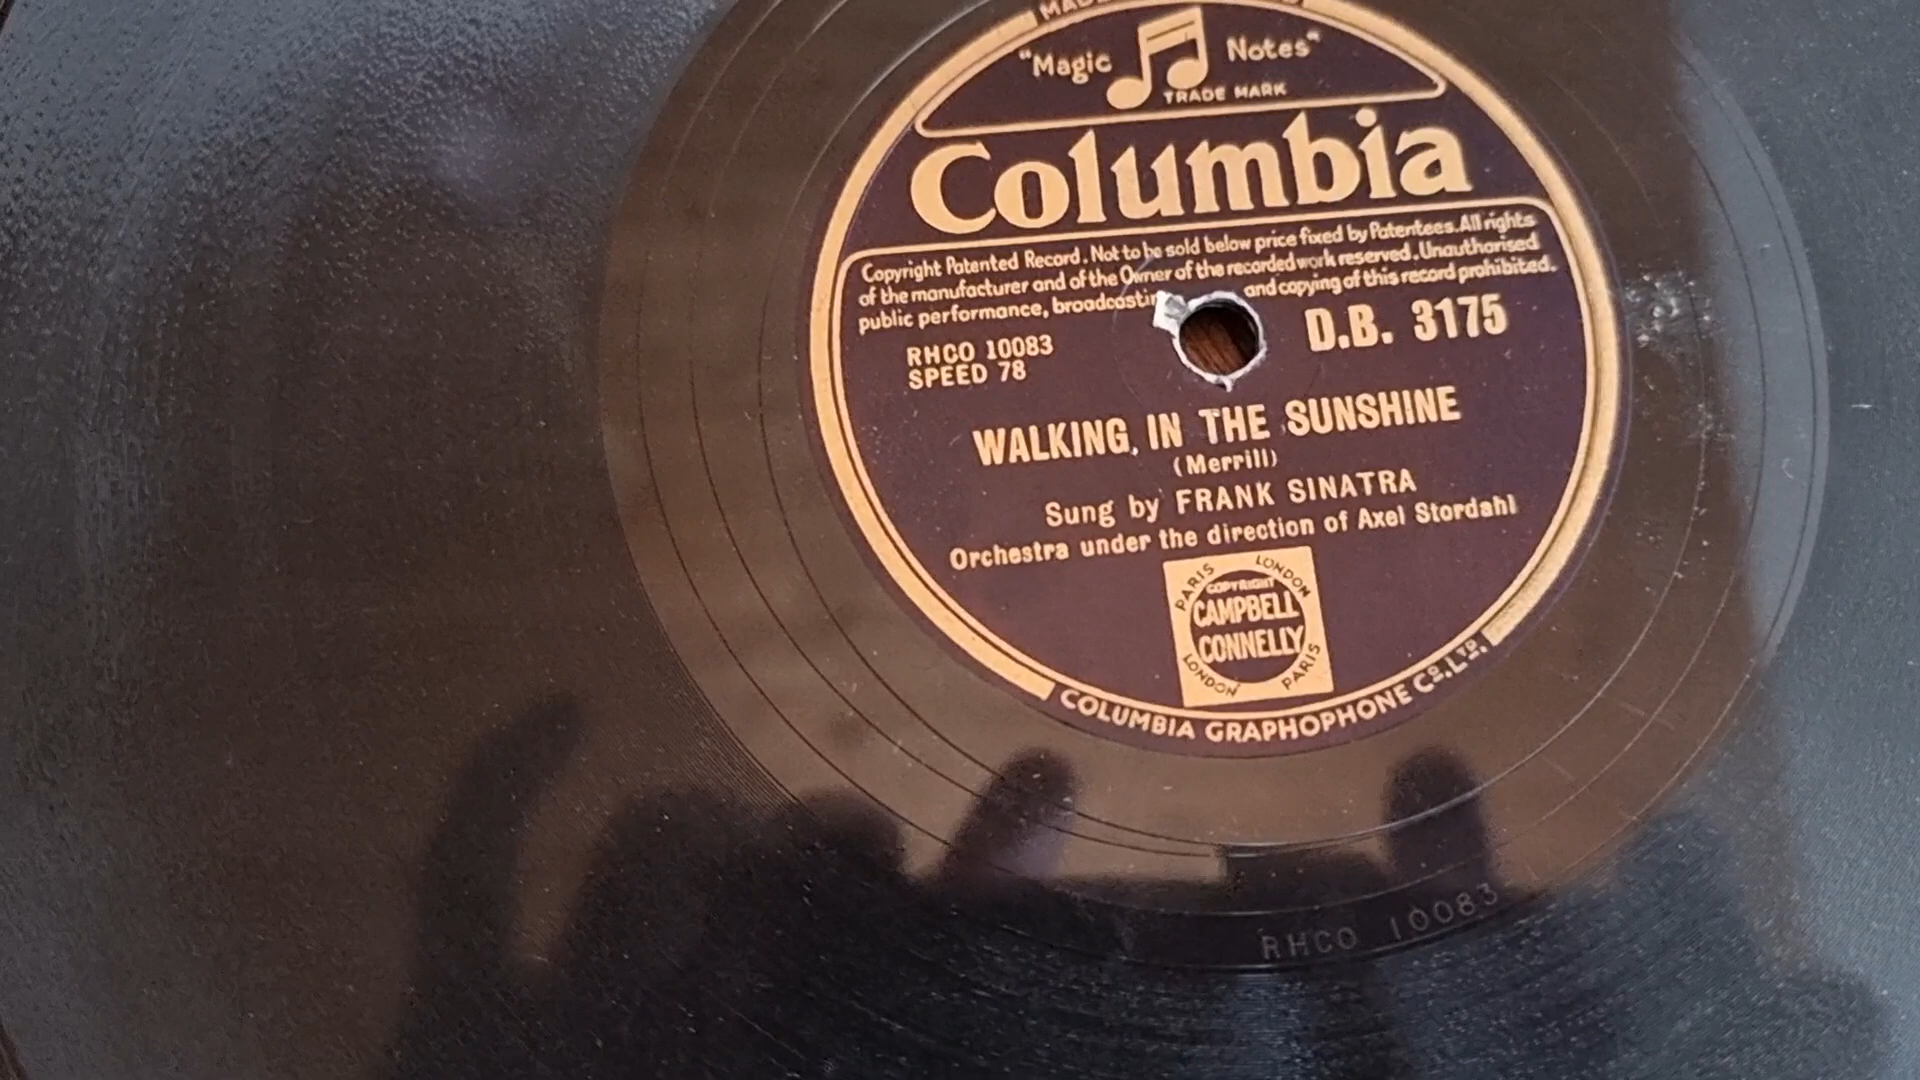 "Magic Notes"
TRADE MARK
Columbia
Copyright Patented Record. Not to be sold below price fixed by Patentees. All rights
of the manufacturer and of the Owner of the recorded work reserved. Unauthorised
public performance, broadcasting and copying of this record prohibited.
RHCO 10083
SPEED 78
D.B. 3175
WALKING IN THE SUNSHINE
(Merrill)
Sung by FRANK SINATRA
Orchestra under the direction of Axel Stordahl
PARIS LONDON
COPYRIGHT
CAMPBELL
CONNELLY
LONDON PARIS
COLUMBIA GRAPHOPHONE CO. LTD.
RHCO 10083